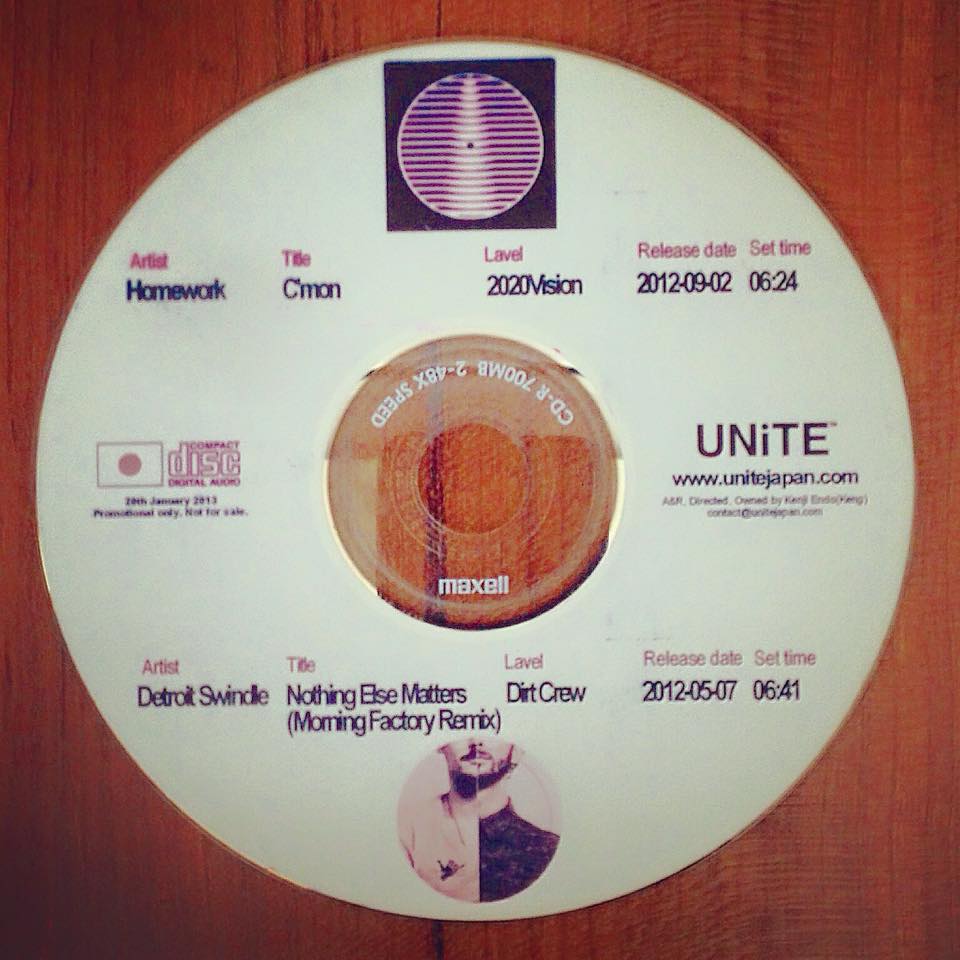 Artist Title Lavel Release date Set time
Homework C'mon 2020Vision 2012-09-02 06:24
CD-R 700MB 2-48X SPEED
COMPACT
disc
DIGITAL AUDIO
20th January 2013
Promotional only. Not for sale.
UNiTE™
www.unitejapan.com
A&R, Directed, Owned by Kenji Endo(Keng)
contact@unitejapan.com
maxell
Artist Title Lavel Release date Set time
Detroit Swindle Nothing Else Matters Dirt Crew 2012-05-07 06:41
(Morning Factory Remix)